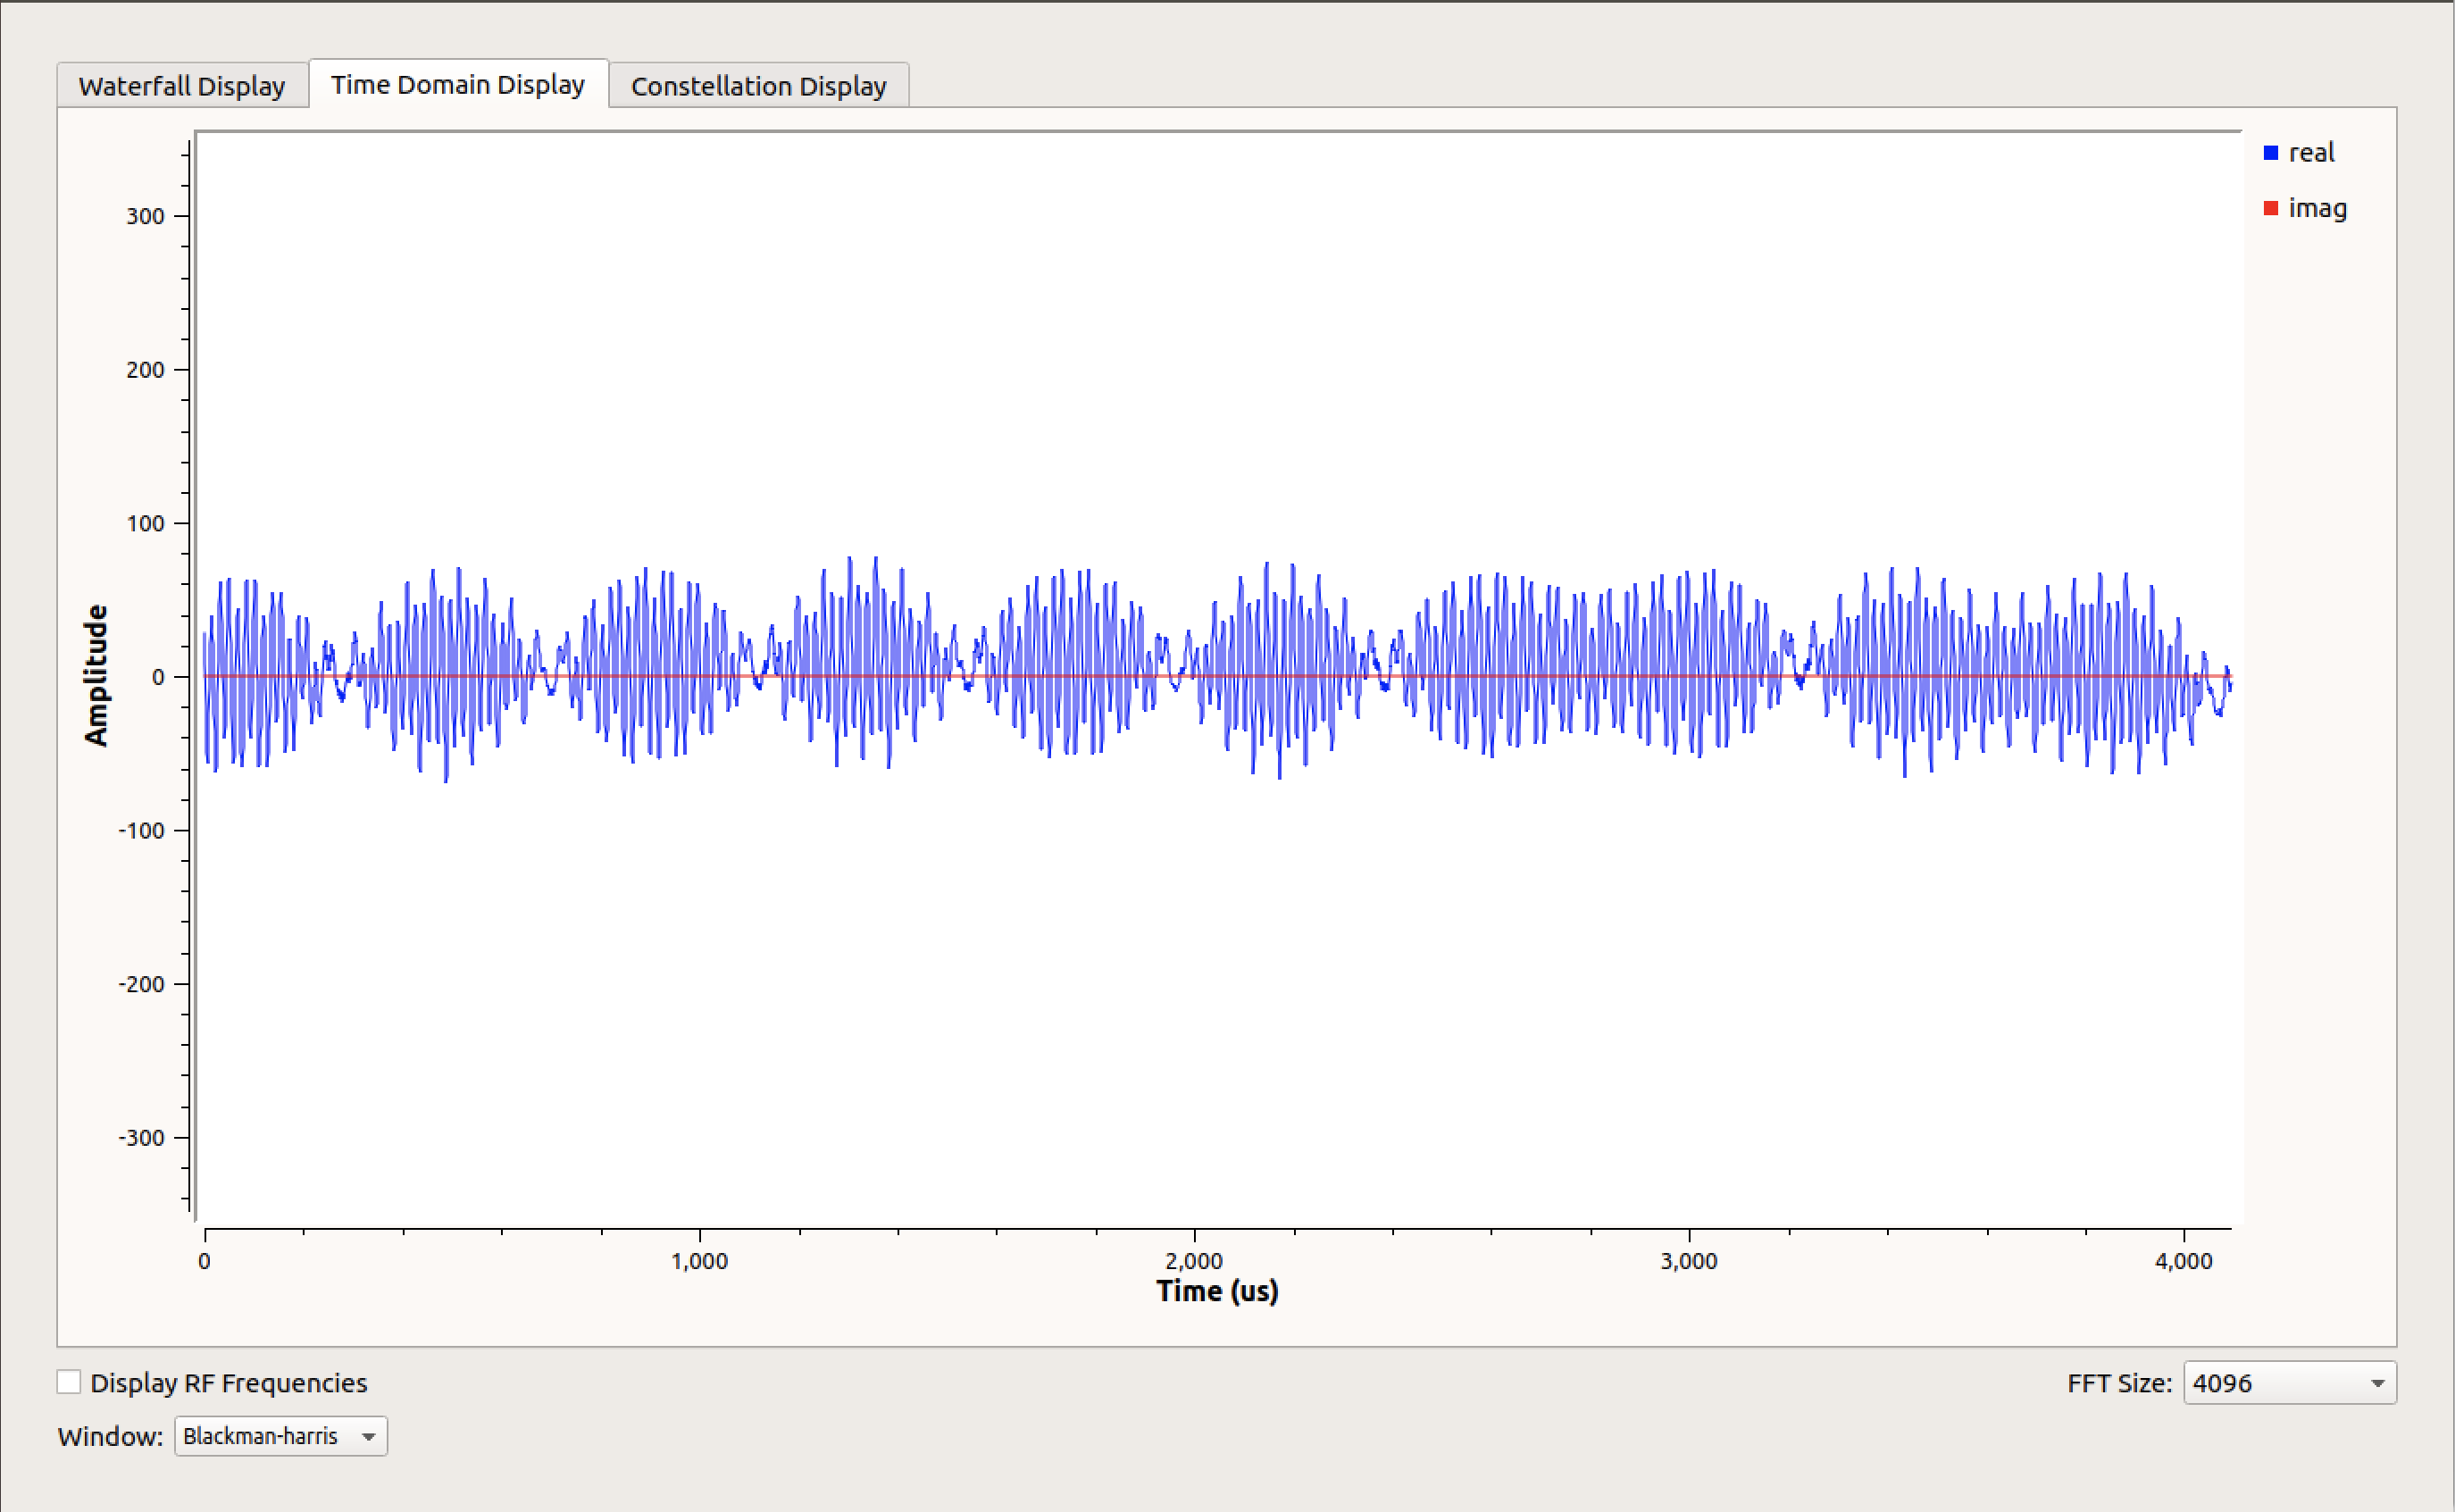 Waterfall Display
Time Domain Display
Constellation Display
real
imag
300
200
100
0
-100
-200
-300
Amplitude
0
1,000
2,000
3,000
4,000
Time (us)
Display RF Frequencies
FFT Size: 4096
Window: Blackman-harris